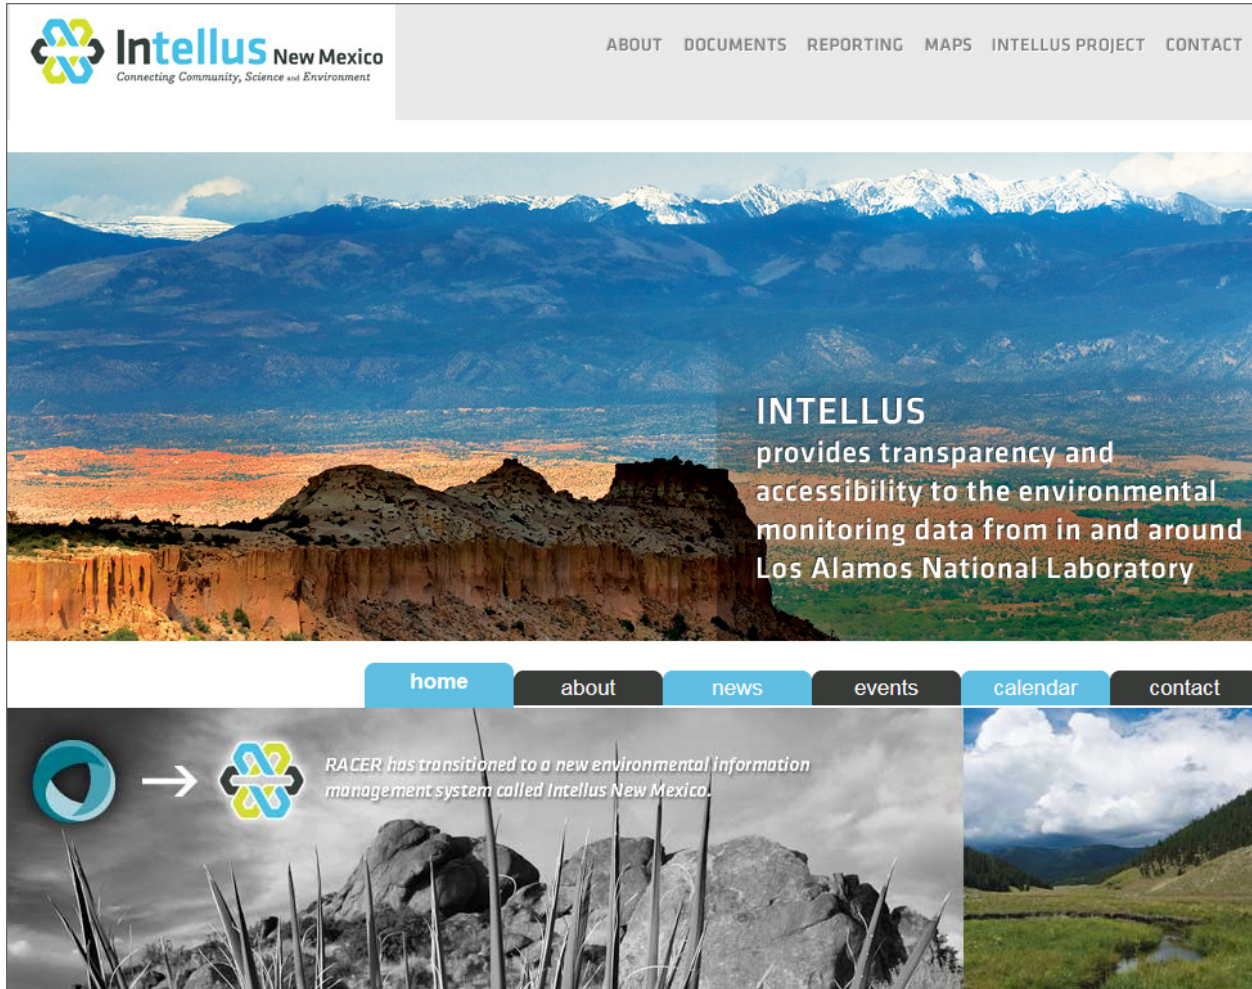 Intellus New Mexico
Connecting Community, Science and Environment
ABOUT DOCUMENTS REPORTING MAPS INTELLUS PROJECT CONTACT
INTELLUS
provides transparency and
accessibility to the environmental
monitoring data from in and around
Los Alamos National Laboratory
home about news events calendar contact
RACER has transitioned to a new environmental information
management system called Intellus New Mexico.